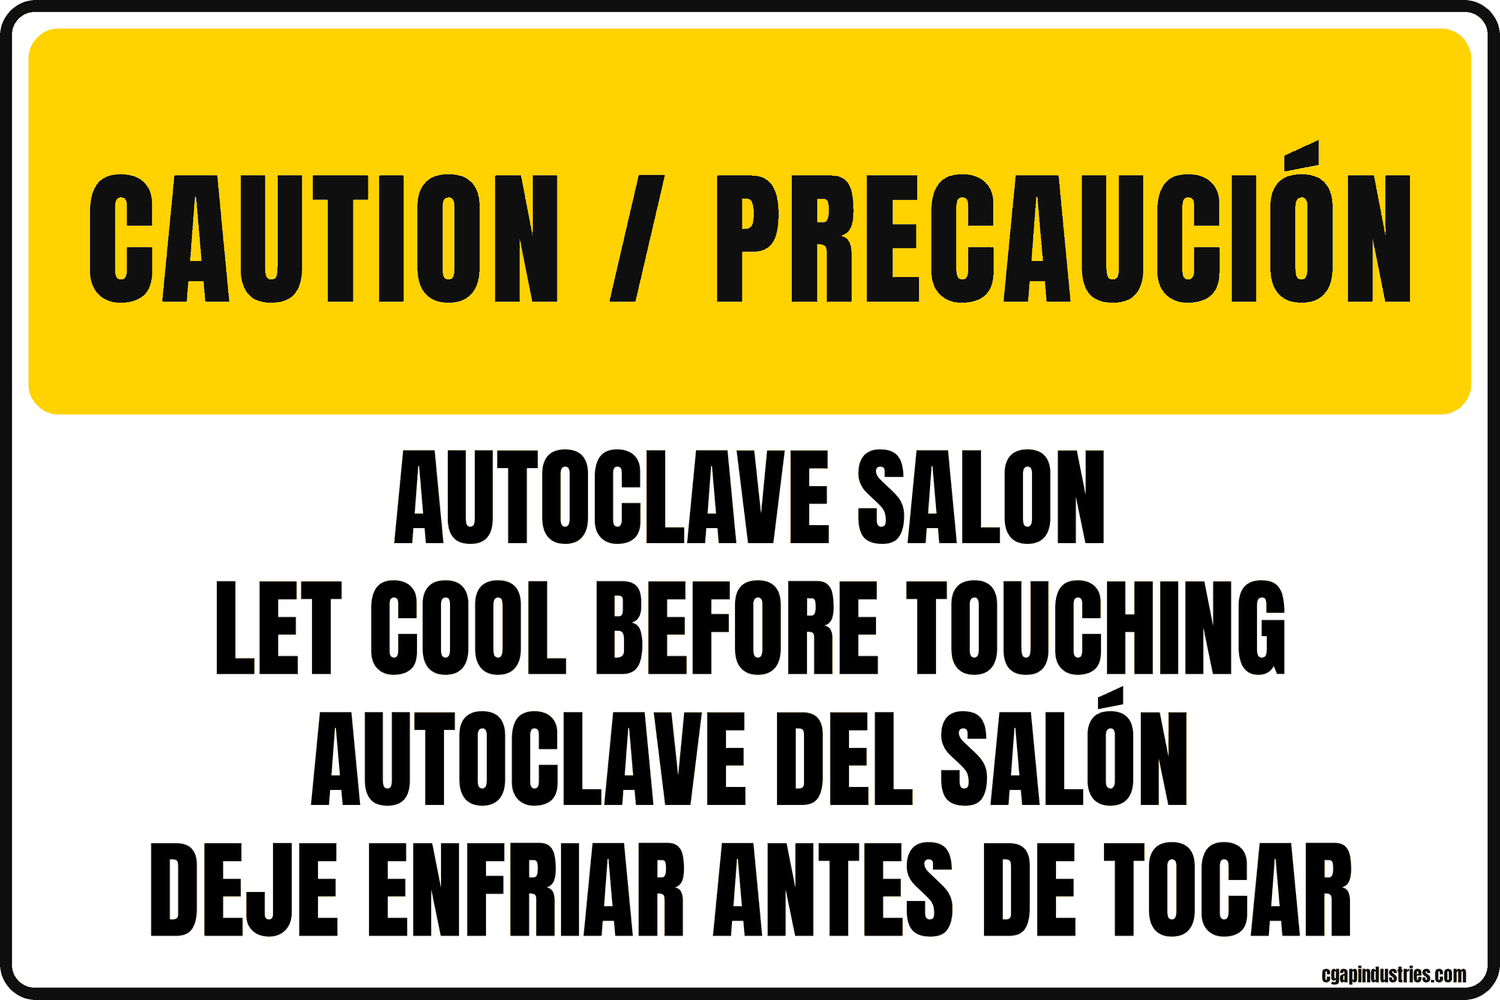 CAUTION / PRECAUCIÓN
AUTOCLAVE SALON
LET COOL BEFORE TOUCHING
AUTOCLAVE DEL SALÓN
DEJE ENFRIAR ANTES DE TOCAR
cgapindustries.com